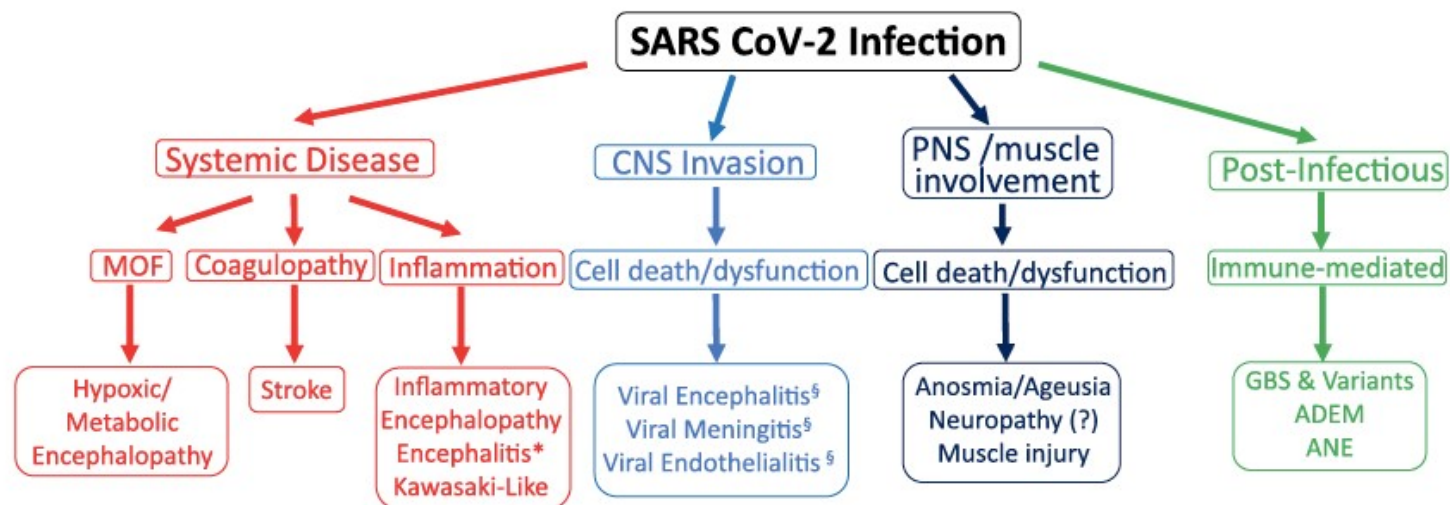 SARS CoV-2 Infection
Systemic Disease
CNS Invasion
PNS /muscle
involvement
Post-Infectious
MOF
Coagulopathy
Inflammation
Cell death/dysfunction
Cell death/dysfunction
Immune-mediated
Hypoxic/
Metabolic
Encephalopathy
Stroke
Inflammatory
Encephalopathy
Encephalitis*
Kawasaki-Like
Viral Encephalitis§
Viral Meningitis§
Viral Endothelialitis §
Anosmia/Ageusia
Neuropathy (?)
Muscle injury
GBS & Variants
ADEM
ANE